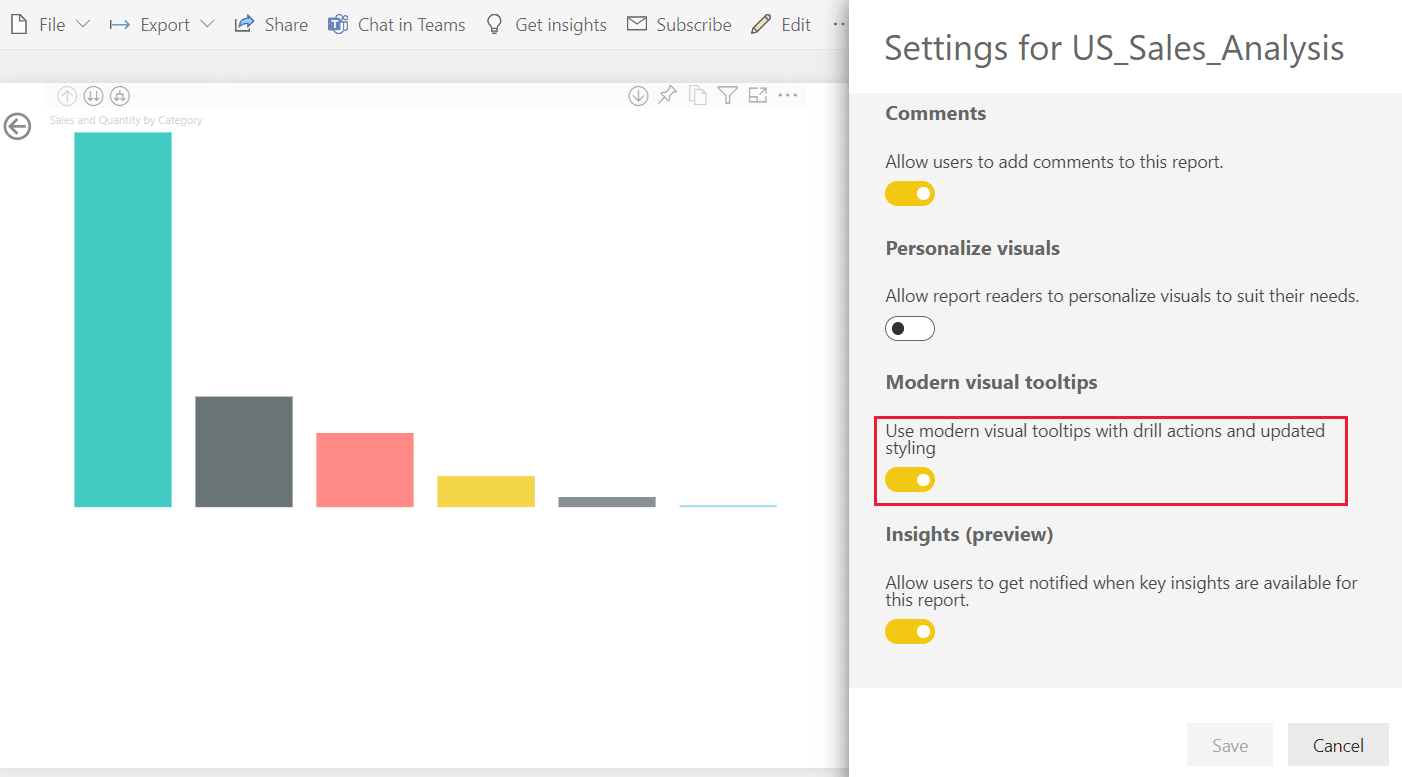 File Export Share Chat in Teams Get insights Subscribe Edit ...
Sales and Quantity by Category
Settings for US_Sales_Analysis
Comments
Allow users to add comments to this report.
Personalize visuals
Allow report readers to personalize visuals to suit their needs.
Modern visual tooltips
Use modern visual tooltips with drill actions and updated
styling
Insights (preview)
Allow users to get notified when key insights are available for
this report.
Save Cancel